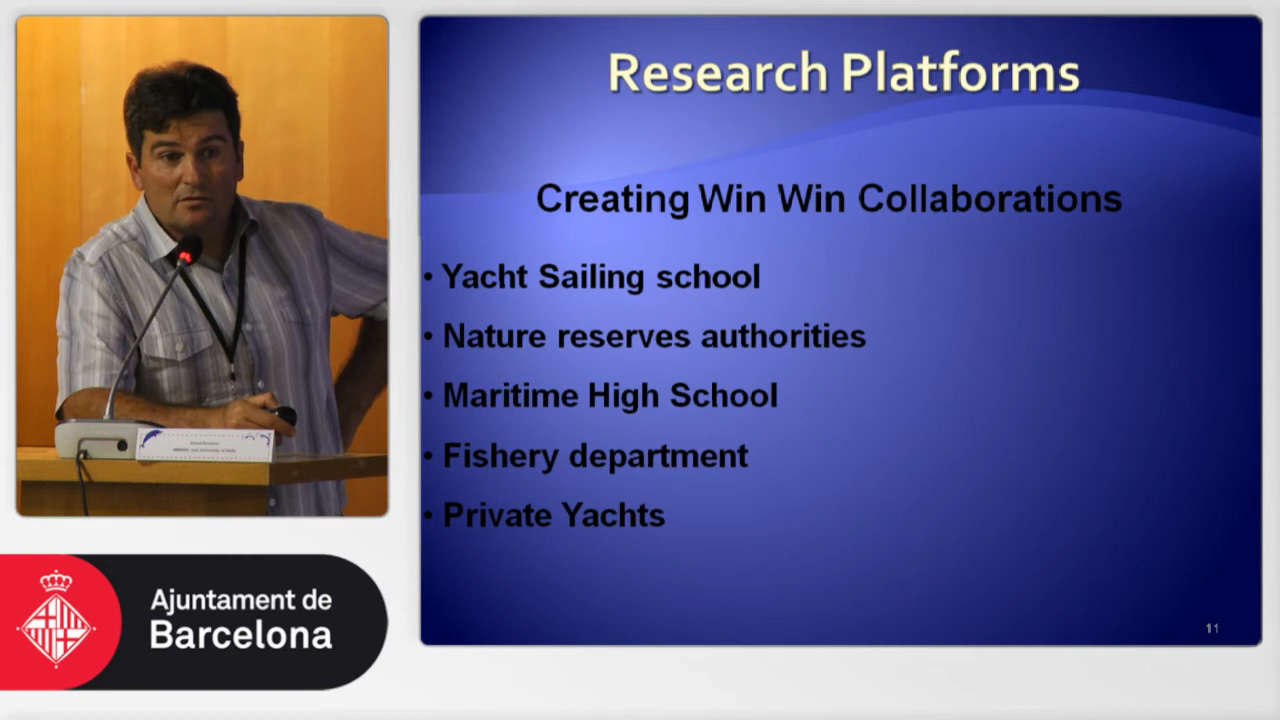 Research Platforms
Creating Win Win Collaborations
• Yacht Sailing school
• Nature reserves authorities
• Maritime High School
• Fishery department
• Private Yachts
11
Ajuntament de
Barcelona